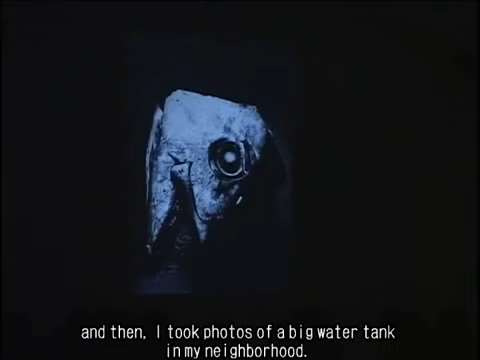 and then, I took photos of a big water tank
in my neighborhood.